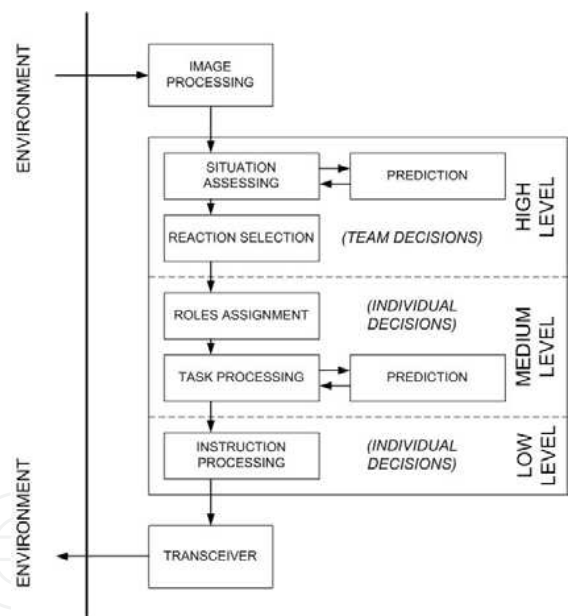 ENVIRONMENT
IMAGE
PROCESSING
SITUATION
ASSESSING
PREDICTION
REACTION SELECTION
(TEAM DECISIONS)
HIGH
LEVEL
ROLES ASSIGNMENT
(INDIVIDUAL
DECISIONS)
TASK PROCESSING
PREDICTION
MEDIUM
LEVEL
INSTRUCTION
PROCESSING
(INDIVIDUAL
DECISIONS)
LOW
LEVEL
ENVIRONMENT
TRANSCEIVER